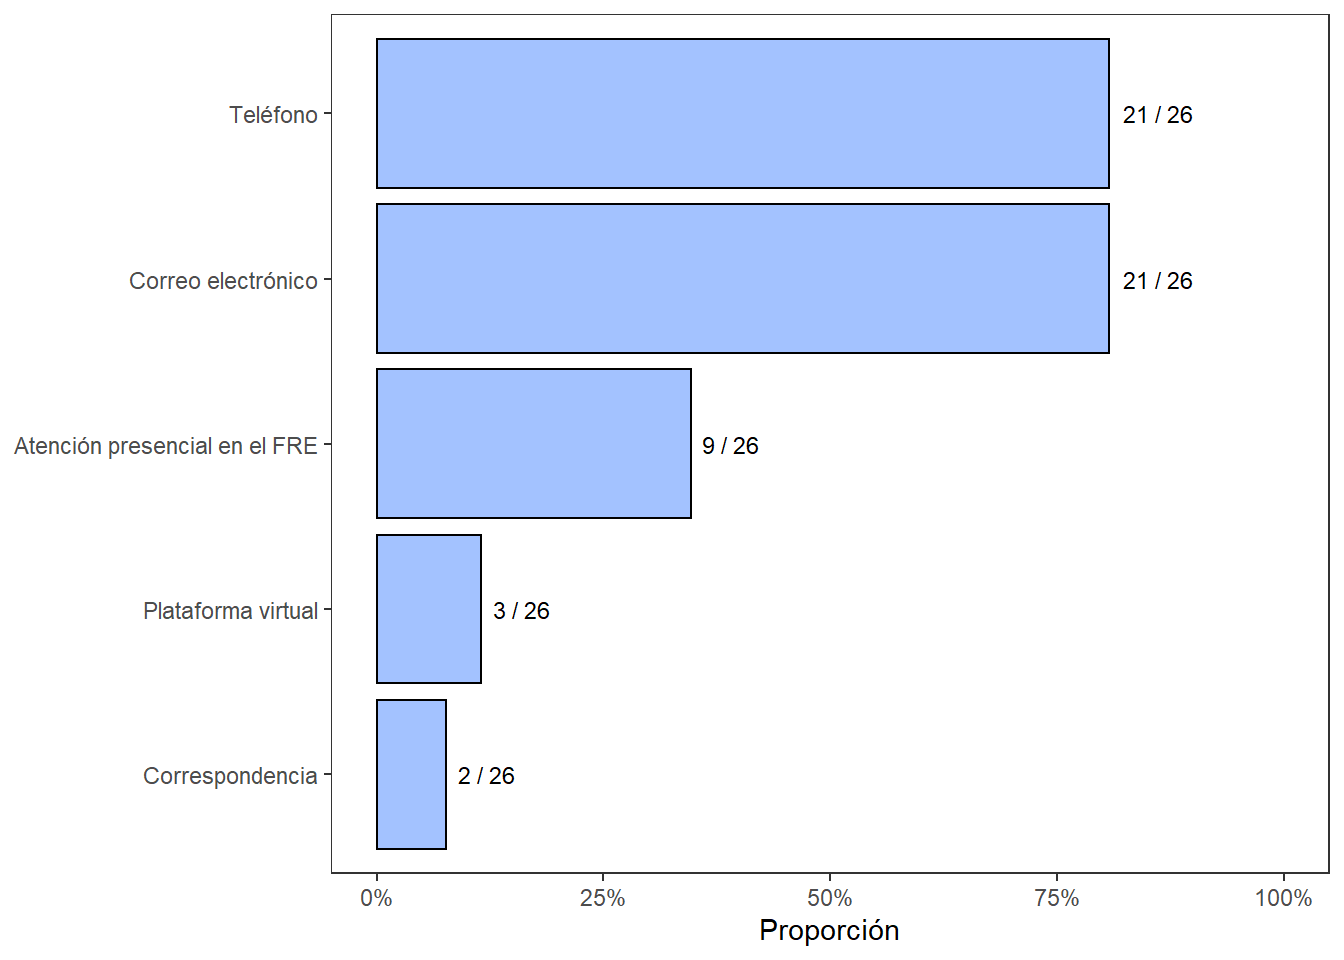 Teléfono
21 / 26
Correo electrónico
21 / 26
Atención presencial en el FRE
9 / 26
Plataforma virtual
3 / 26
Correspondencia
2 / 26
0% 25% 50% 75% 100%
Proporción